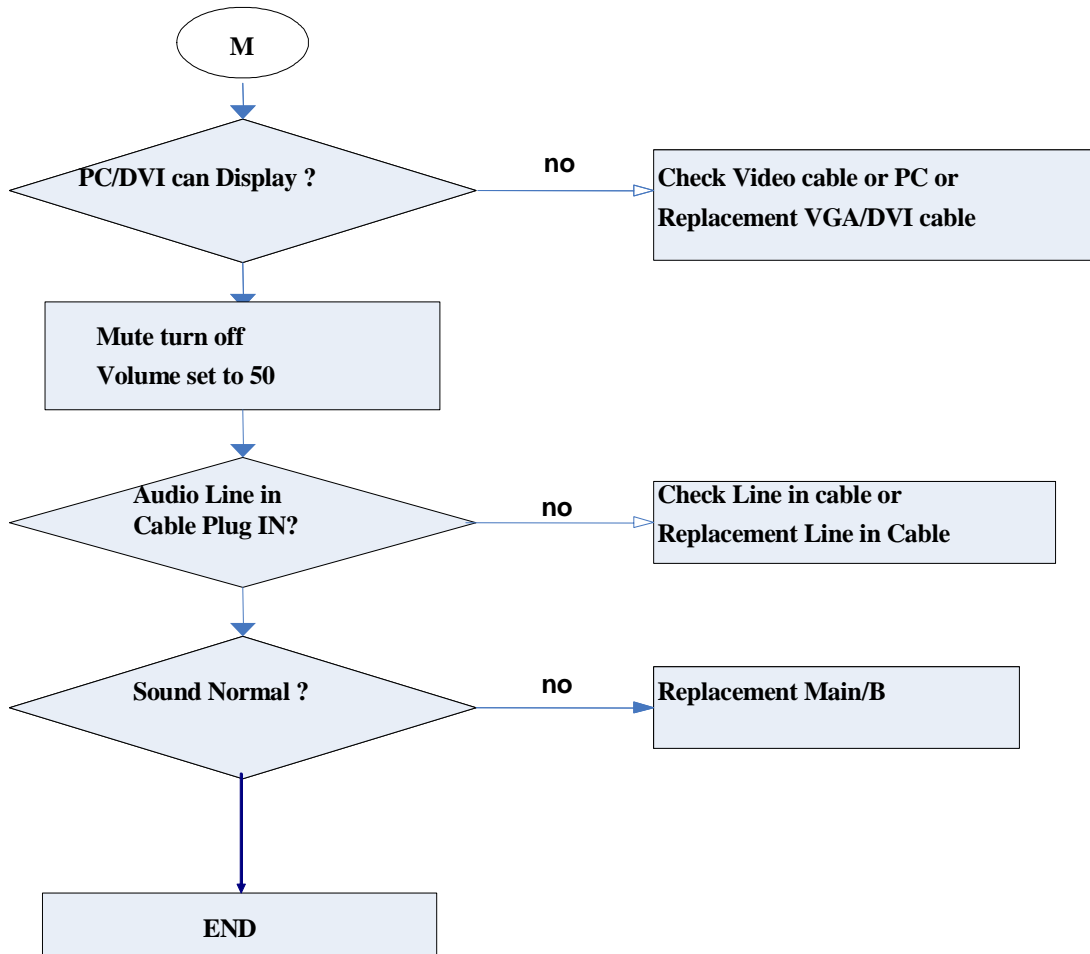 M
PC/DVI can Display ?
no
Check Video cable or PC or
Replacement VGA/DVI cable
Mute turn off
Volume set to 50
Audio Line in
Cable Plug IN?
no
Check Line in cable or
Replacement Line in Cable
Sound Normal ?
no
Replacement Main/B
END